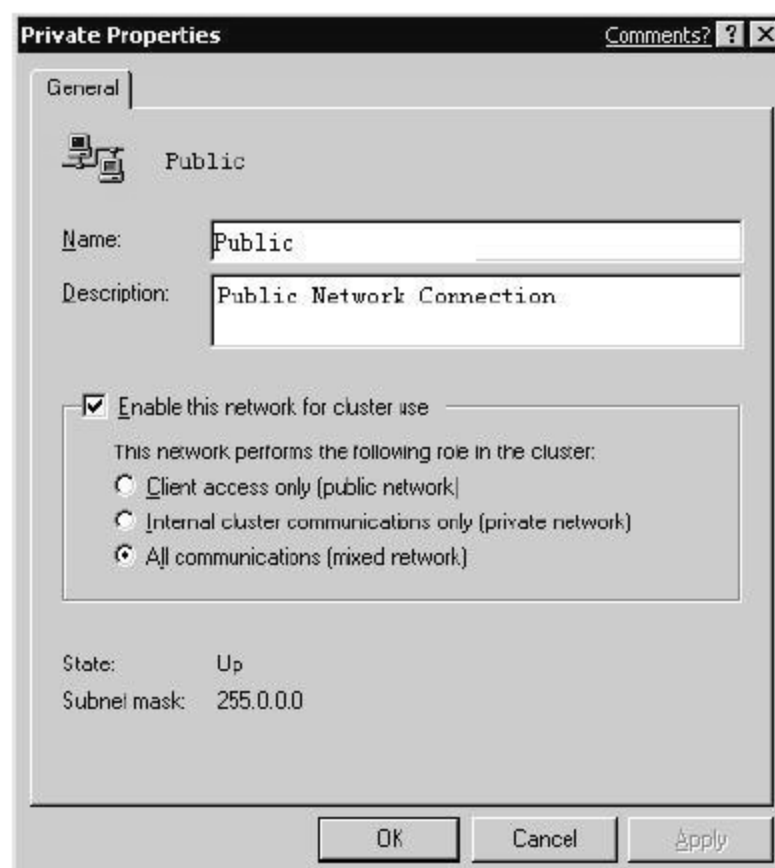 Private Properties Comments? ? X
General
Public
Name: Public
Description: Public Network Connection
Enable this network for cluster use
This network performs the following role in the cluster:
Client access only (public network|
Internal cluster communications only (private network)
All communications (mixed network)
State: Up
Subnet mask: 255.0.0.0
OK Cancel Apply